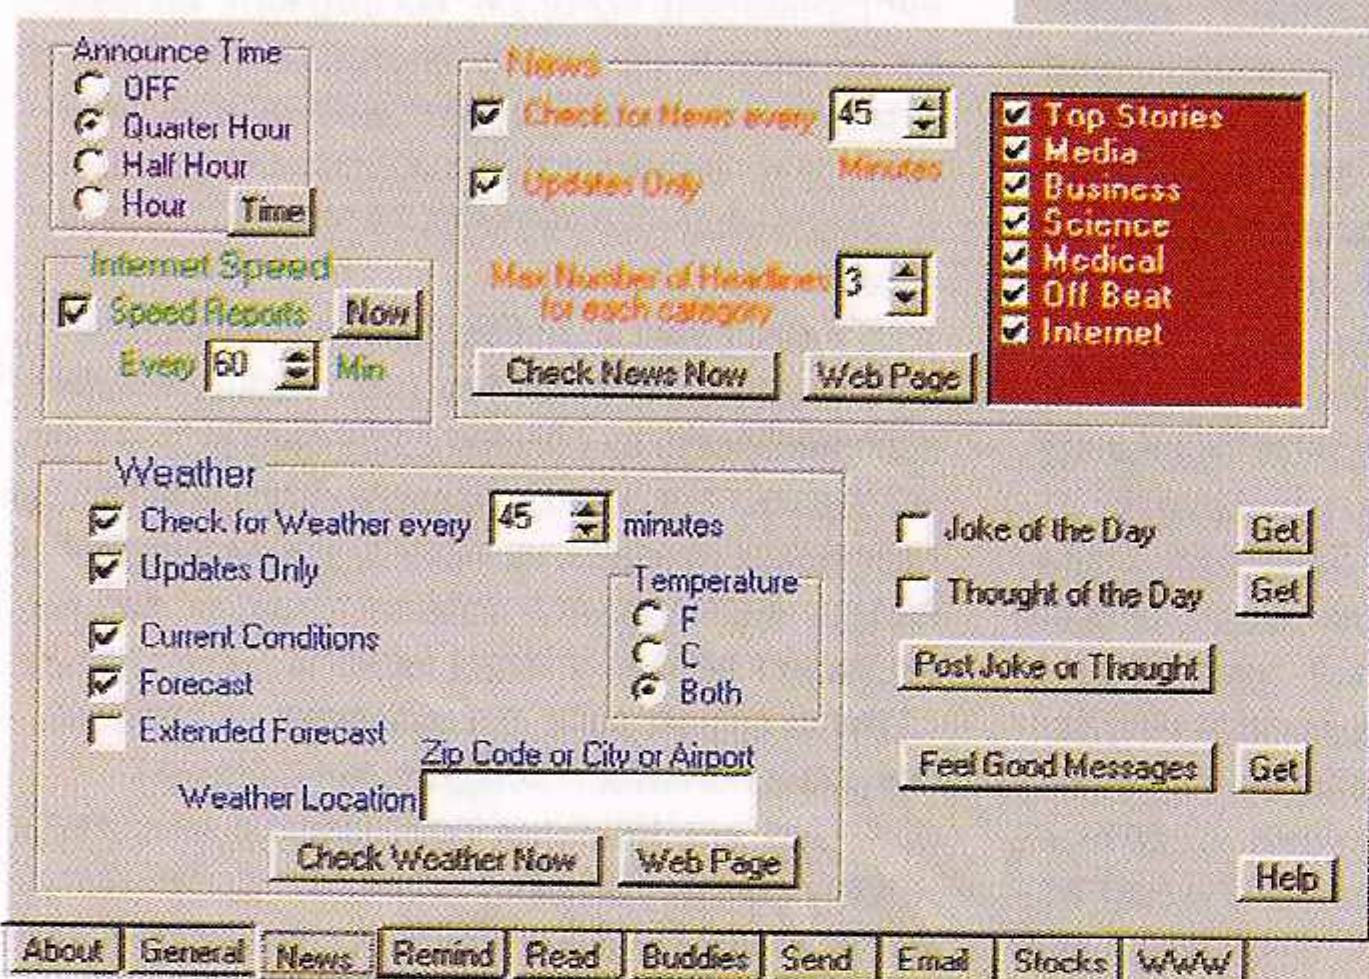 Announce Time
OFF
Quarter Hour
Half Hour
Hour Time
Internet Speed
Speed Reports Now
Every 60 Min
News
Check for News every 45
Minutes
Updates Only
Max Number of Headlines 3
for each category
Check News Now Web Page
Top Stories
Media
Business
Science
Medical
Off Beat
Internet
Weather
Check for Weather every 45 minutes
Updates Only
Current Conditions
Forecast
Extended Forecast
Temperature
F
C
Both
Zip Code or City or Airport
Weather Location
Check Weather Now Web Page
Joke of the Day Get
Thought of the Day Get
Post Joke or Thought
Feel Good Messages Get
Help
About General News Remind Read Buddies Send Email Stocks WWW